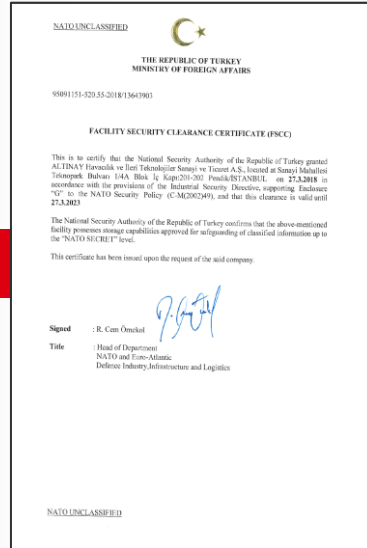 NATO UNCLASSIFIED
THE REPUBLIC OF TURKEY
MINISTRY OF FOREIGN AFFAIRS
95091151-520.55-2018/13643903
FACILITY SECURITY CLEARANCE CERTIFICATE (FSCC)
This is to certify that the National Security Authority of the Republic of Turkey granted
ALTINAY Havacılık ve İleri Teknolojiler Sanayi ve Ticaret A.Ş., located at Sanayi Mahallesi
Teknopark Bulvarı 1/4A Blok İç Kapı:201-202 Pendik/İSTANBUL on 27.3.2018 in
accordance with the provisions of the Industrial Security Directive, supporting Enclosure
"G" to the NATO Security Policy (C-M(2002)49), and that this clearance is valid until
27.3.2023
The National Security Authority of the Republic of Turkey confirms that the above-mentioned
facility possesses storage capabilities approved for safeguarding of classified information up to
the "NATO SECRET" level.
This certificate has been issued upon the request of the said company.
Signed : R. Cem Örnekol
Title : Head of Department
NATO and Euro-Atlantic
Defence Industry,Infrastructure and Logistics
NATO UNCLASSIFIED